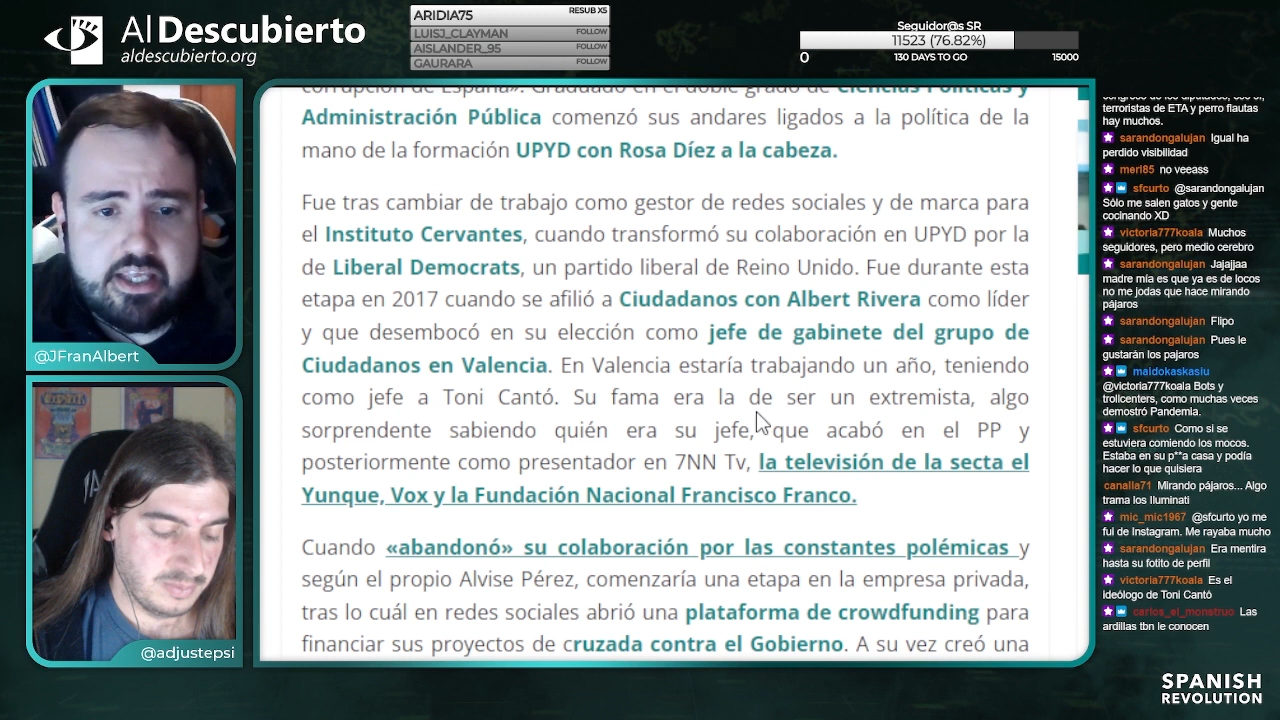 Al Descubierto
aldescubierto.org
ARIDIA75 RESUB X5
LUISJ_CLAYMAN FOLLOW
AISLANDER_95 FOLLOW
GAURARA FOLLOW
Seguidor@s SR
11523 (76.82%)
0 130 DAYS TO GO 15000
@JFranAlbert
@adjustepsi
corrupción de España». Graduado en el doble grado de Ciencias Políticas y
Administración Pública comenzó sus andares ligados a la política de la
mano de la formación UPYD con Rosa Díez a la cabeza.
Fue tras cambiar de trabajo como gestor de redes sociales y de marca para
el Instituto Cervantes, cuando transformó su colaboración en UPYD por la
de Liberal Democrats, un partido liberal de Reino Unido. Fue durante esta
etapa en 2017 cuando se afilió a Ciudadanos con Albert Rivera como líder
y que desembocó en su elección como jefe de gabinete del grupo de
Ciudadanos en Valencia. En Valencia estaría trabajando un año, teniendo
como jefe a Toni Cantó. Su fama era la de ser un extremista, algo
sorprendente sabiendo quién era su jefe, que acabó en el PP y
posteriormente como presentador en 7NN Tv, la televisión de la secta el
Yunque, Vox y la Fundación Nacional Francisco Franco.
Cuando «abandonó» su colaboración por las constantes polémicas y
según el propio Alvise Pérez, comenzaría una etapa en la empresa privada,
tras lo cuál en redes sociales abrió una plataforma de crowdfunding para
financiar sus proyectos de cruzada contra el Gobierno. A su vez creó una
terroristas de ETA y perro flautas
hay muchos.
sarandongalujan Igual ha
perdido visibilidad
merl85 no veeass
sfcurto @sarandongalujan
Sólo me salen gatos y gente
cocinando XD
victoria777koala Muchos
seguidores, pero medio cerebro
sarandongalujan Jajajjaa
madre mía es que ya es de locos
no me jodas que hace mirando
pájaros
sarandongalujan Flipo
sarandongalujan Pues le
gustarán los pajaros
maldokaskasiu
@victoria777koala Bots y
trollcenters, como muchas veces
demostró Pandemia.
sfcurto Como si se
estuviera comiendo los mocos.
Estaba en su p**a casa y podía
hacer lo que quisiera
canalla71 Mirando pájaros... Algo
trama los Iluminati
mic_mic1967 @sfcurto yo me
ful de Instagram. Me rayaba mucho
sarandongalujan Era mentira
hasta su fotito de perfil
victoria777koala Es el
ideólogo de Toni Cantó
carlos_el_monstruo Las
ardillas tbn le conocen
SPANISH
REVOLUTION